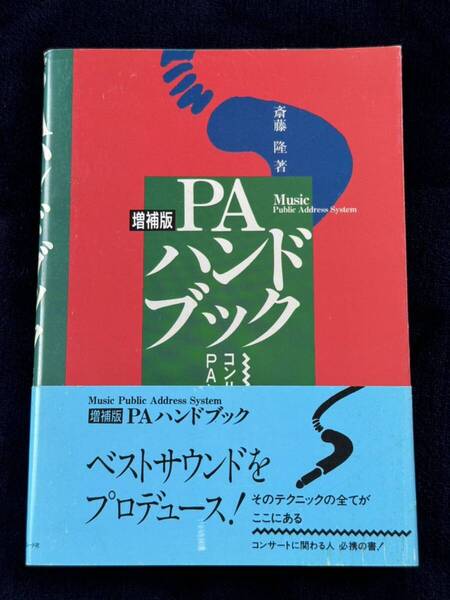 斎藤 隆 著
Music
Public Address System
増補版
PA
ハンド
ブック
コンサ
PA
Music Public Address System
増補版 PAハンドブック
ベストサウンドを
プロデュース!
そのテクニックの全てが
ここにある
コンサートに関わる人 必携の書!